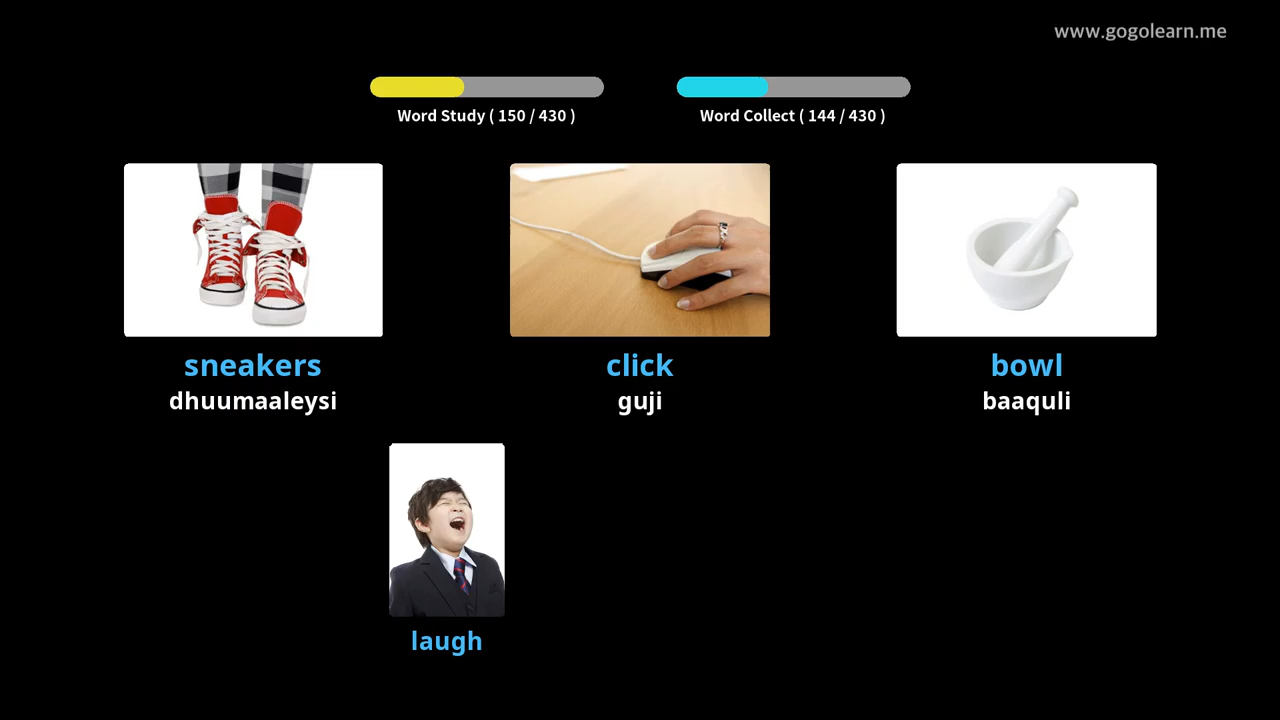 www.gogolearn.me
Word Study ( 150 / 430 )
Word Collect ( 144 / 430 )
sneakers
dhuumaaleysi
click
guji
bowl
baaquli
laugh